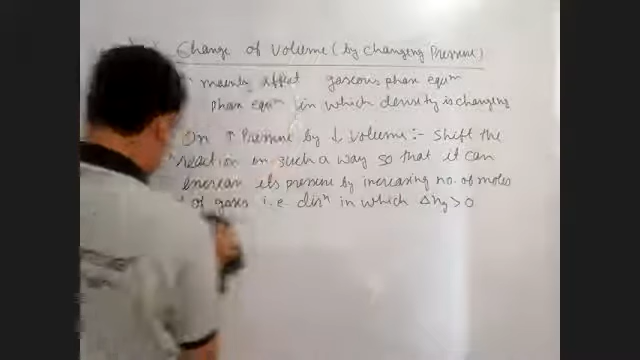 Change of Volume (by changing Pressure)
mainly affect gaseous phase equm
phase equm in which density is changing
On ↑ Pressure by ↓ Volume :- shift the
reaction in such a way so that it can
increase its pressure by increasing no. of moles
of gases i.e dirn in which Δng > 0